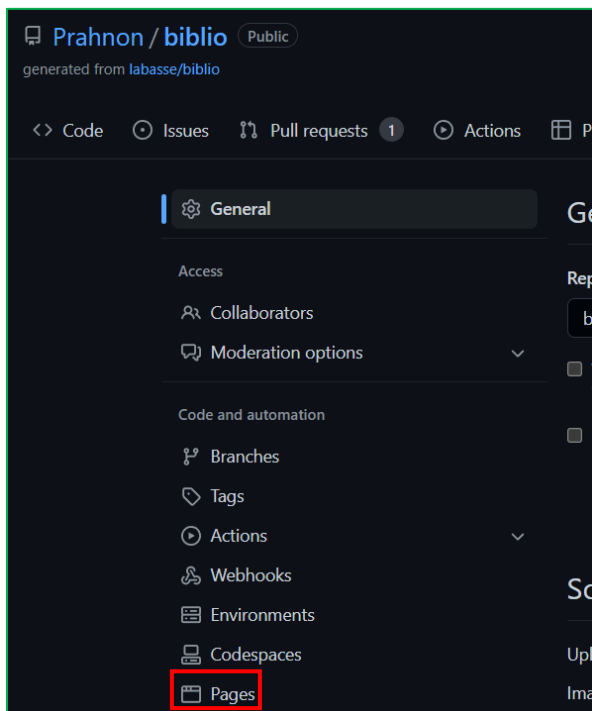 Prahnon / biblio Public
generated from labasse/biblio
Code Issues Pull requests 1 Actions
General
Access
Collaborators
Moderation options
Code and automation
Branches
Tags
Actions
Webhooks
Environments
Codespaces
Pages